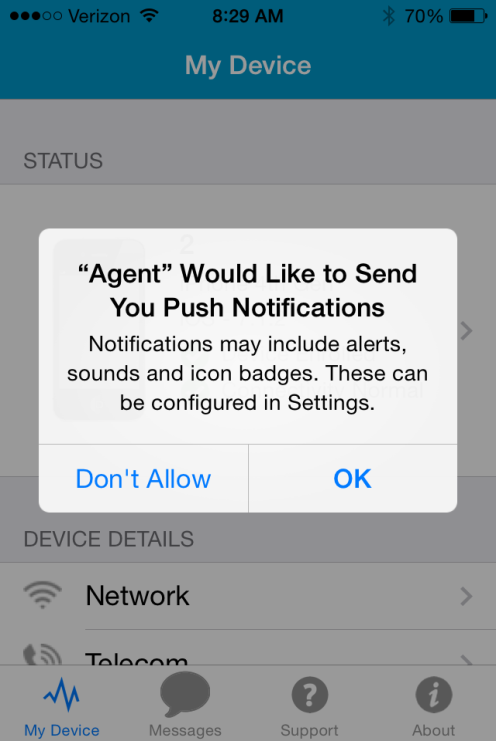 Verizon 8:29 AM 70%
My Device
STATUS
2
“Agent” Would Like to Send
You Push Notifications
Notifications may include alerts,
sounds and icon badges. These can
be configured in Settings.
Don't Allow OK
DEVICE DETAILS
Network
Telecom
My Device Messages Support About